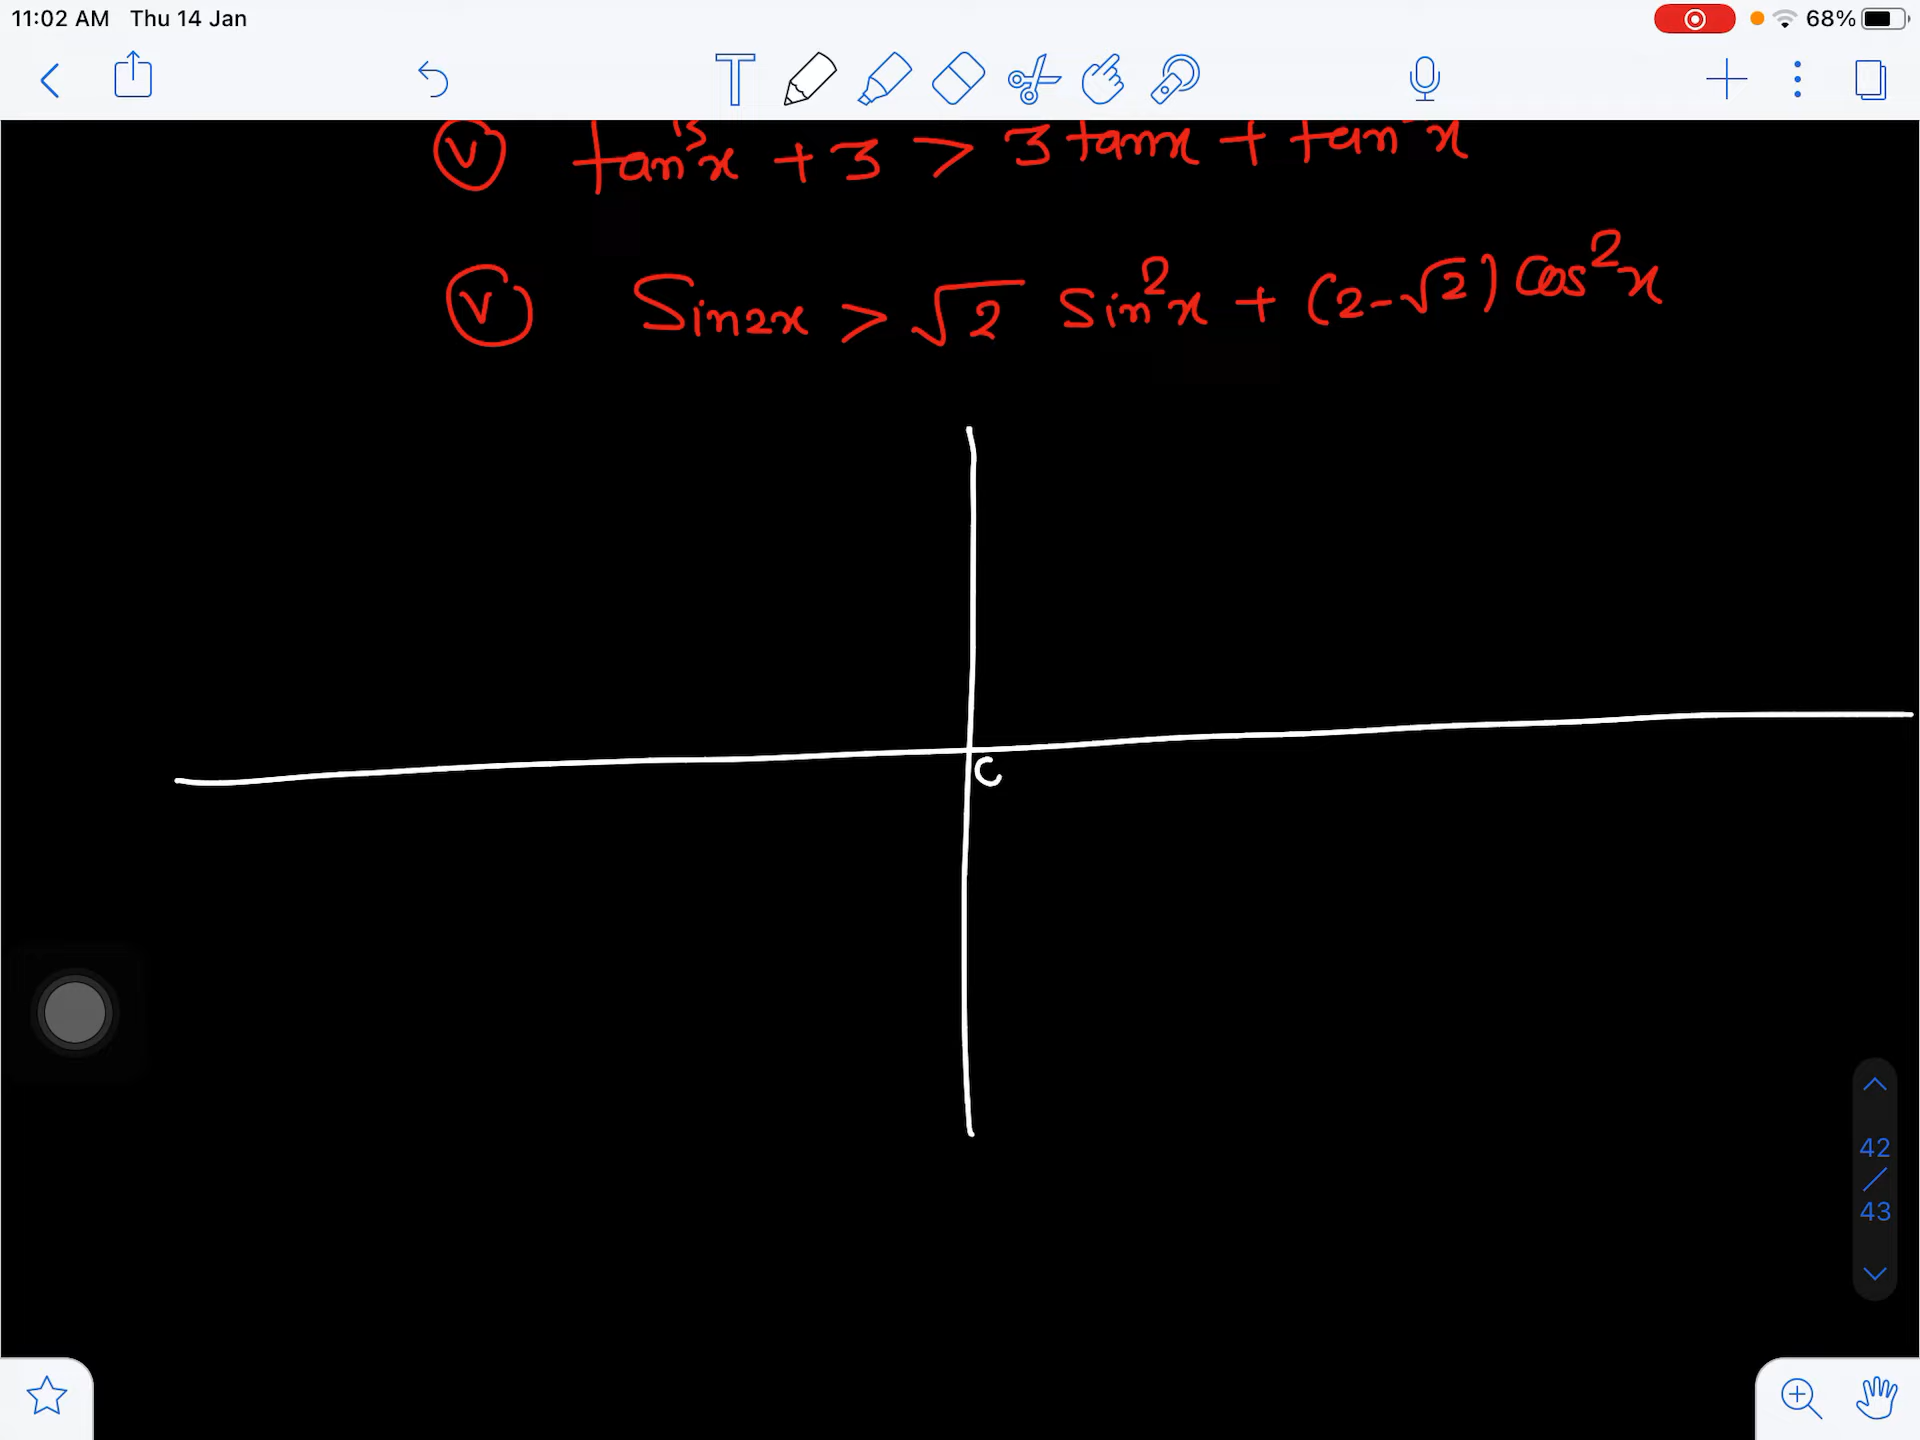 11:02 AM Thu 14 Jan 68%
T
(v) tan³x + 3 > 3 tanx + tan²x
(v) Sin2x > √2 Sin²x + (2-√2) Cos²x
42
/
43